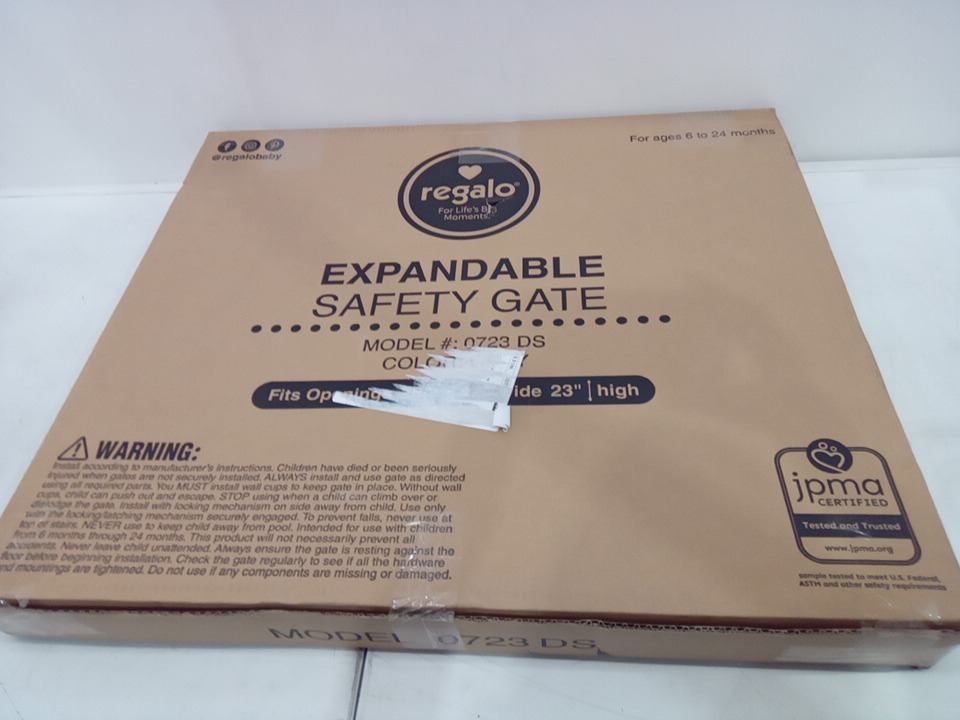 @regalobaby
For ages 6 to 24 months
regalo®
For Life's Big
Moments.
EXPANDABLE
SAFETY GATE
MODEL #: 0723 DS
Fits 23" high
WARNING:
Install according to manufacturer's instructions. Children have died or been seriously
injured when gates are not securely installed. ALWAYS install and use gate as directed
using all required parts. You MUST install wall cups to keep gate in place. Without wall
cups, child can push out and escape. STOP using when a child can climb over or
dislodge the gate. Install with locking mechanism on side away from child. Use only
with the locking/latching mechanism securely engaged. To prevent falls, never use at
top of stairs. NEVER use to keep child away from pool. Intended for use with children
from 6 months through 24 months. This product will not necessarily prevent all
accidents. Never leave child unattended. Always ensure the gate is resting against the
floor before beginning installation. Check the gate regularly to see if all the hardware
and mountings are tightened. Do not use if any components are missing or damaged.
jpma
CERTIFIED
Tested and Trusted
www.jpma.org
sample tested to meet U.S. Federal,
ASTM and other safety requirements
MODEL 0723 DS